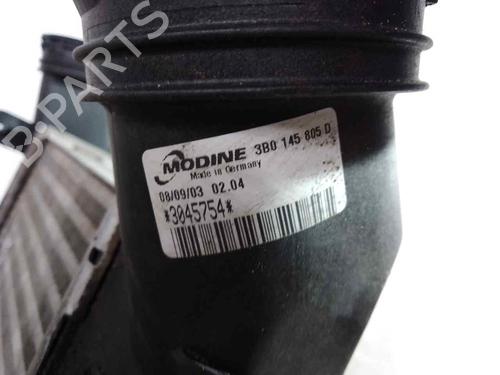 B-PARTS
MODINE 3B0 145 805 D
Made in Germany
08/09/03 02.04
*3045754*